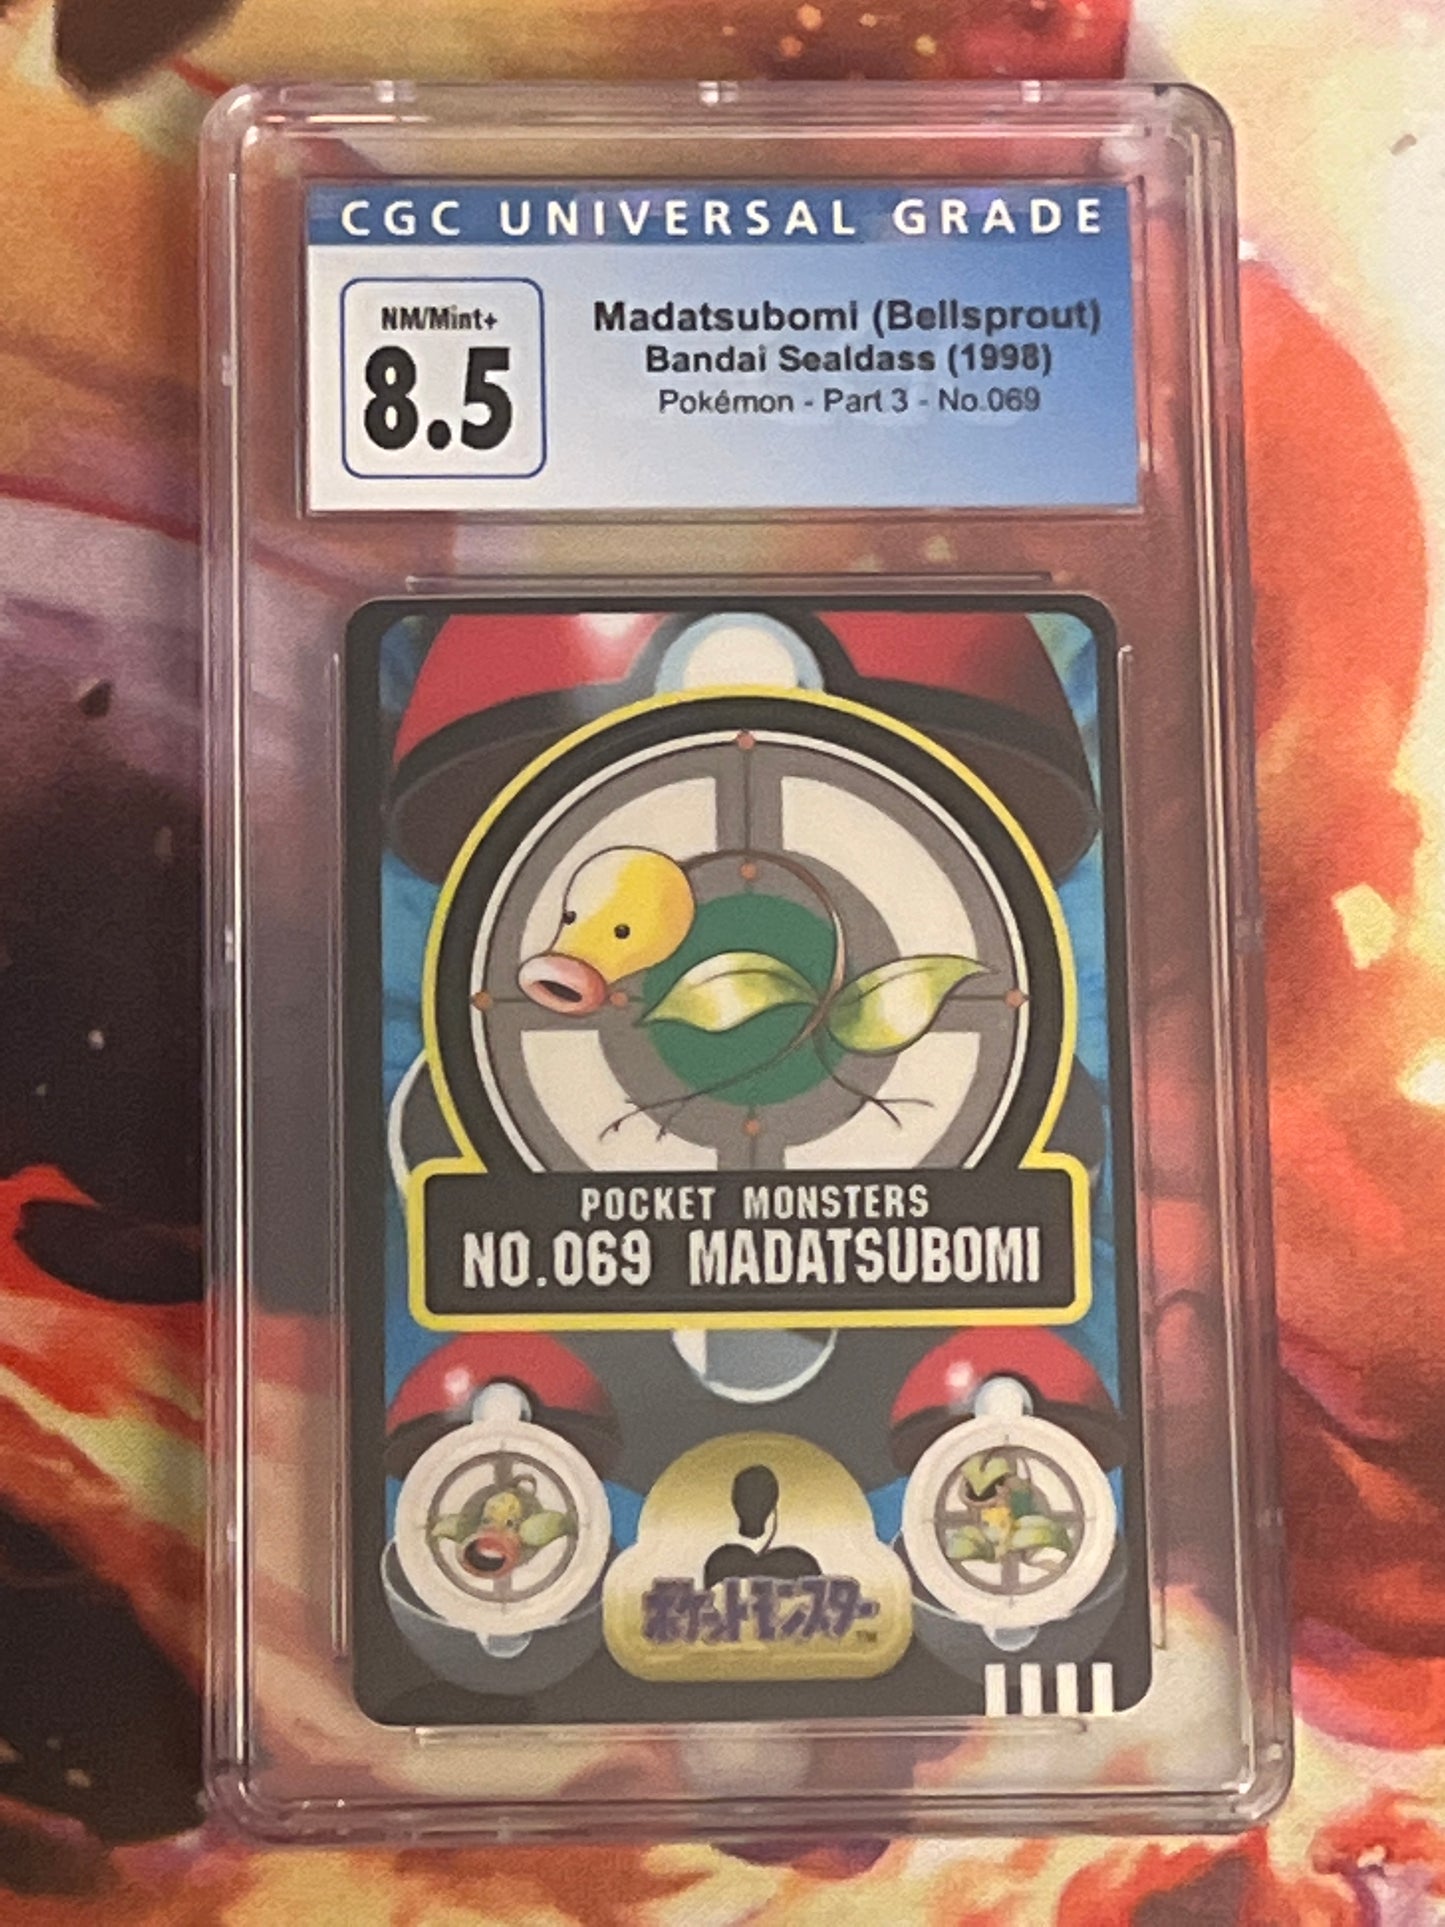 CGC UNIVERSAL GRADE
NM/Mint+
8.5
Madatsubomi (Bellsprout)
Bandai Sealdass (1998)
Pokémon - Part 3 - No.069
POCKET MONSTERS
NO.069 MADATSUBOMI
ポケットモンスター
TM